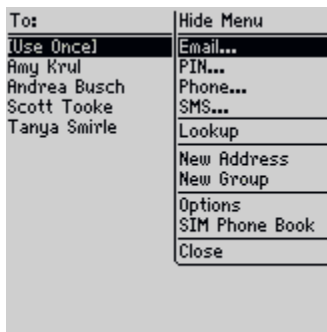 To:
[Use Once]
Amy Krul
Andrea Busch
Scott Tooke
Tanya Smirle
Hide Menu
Email...
PIN...
Phone...
SMS...
Lookup
New Address
New Group
Options
SIM Phone Book
Close